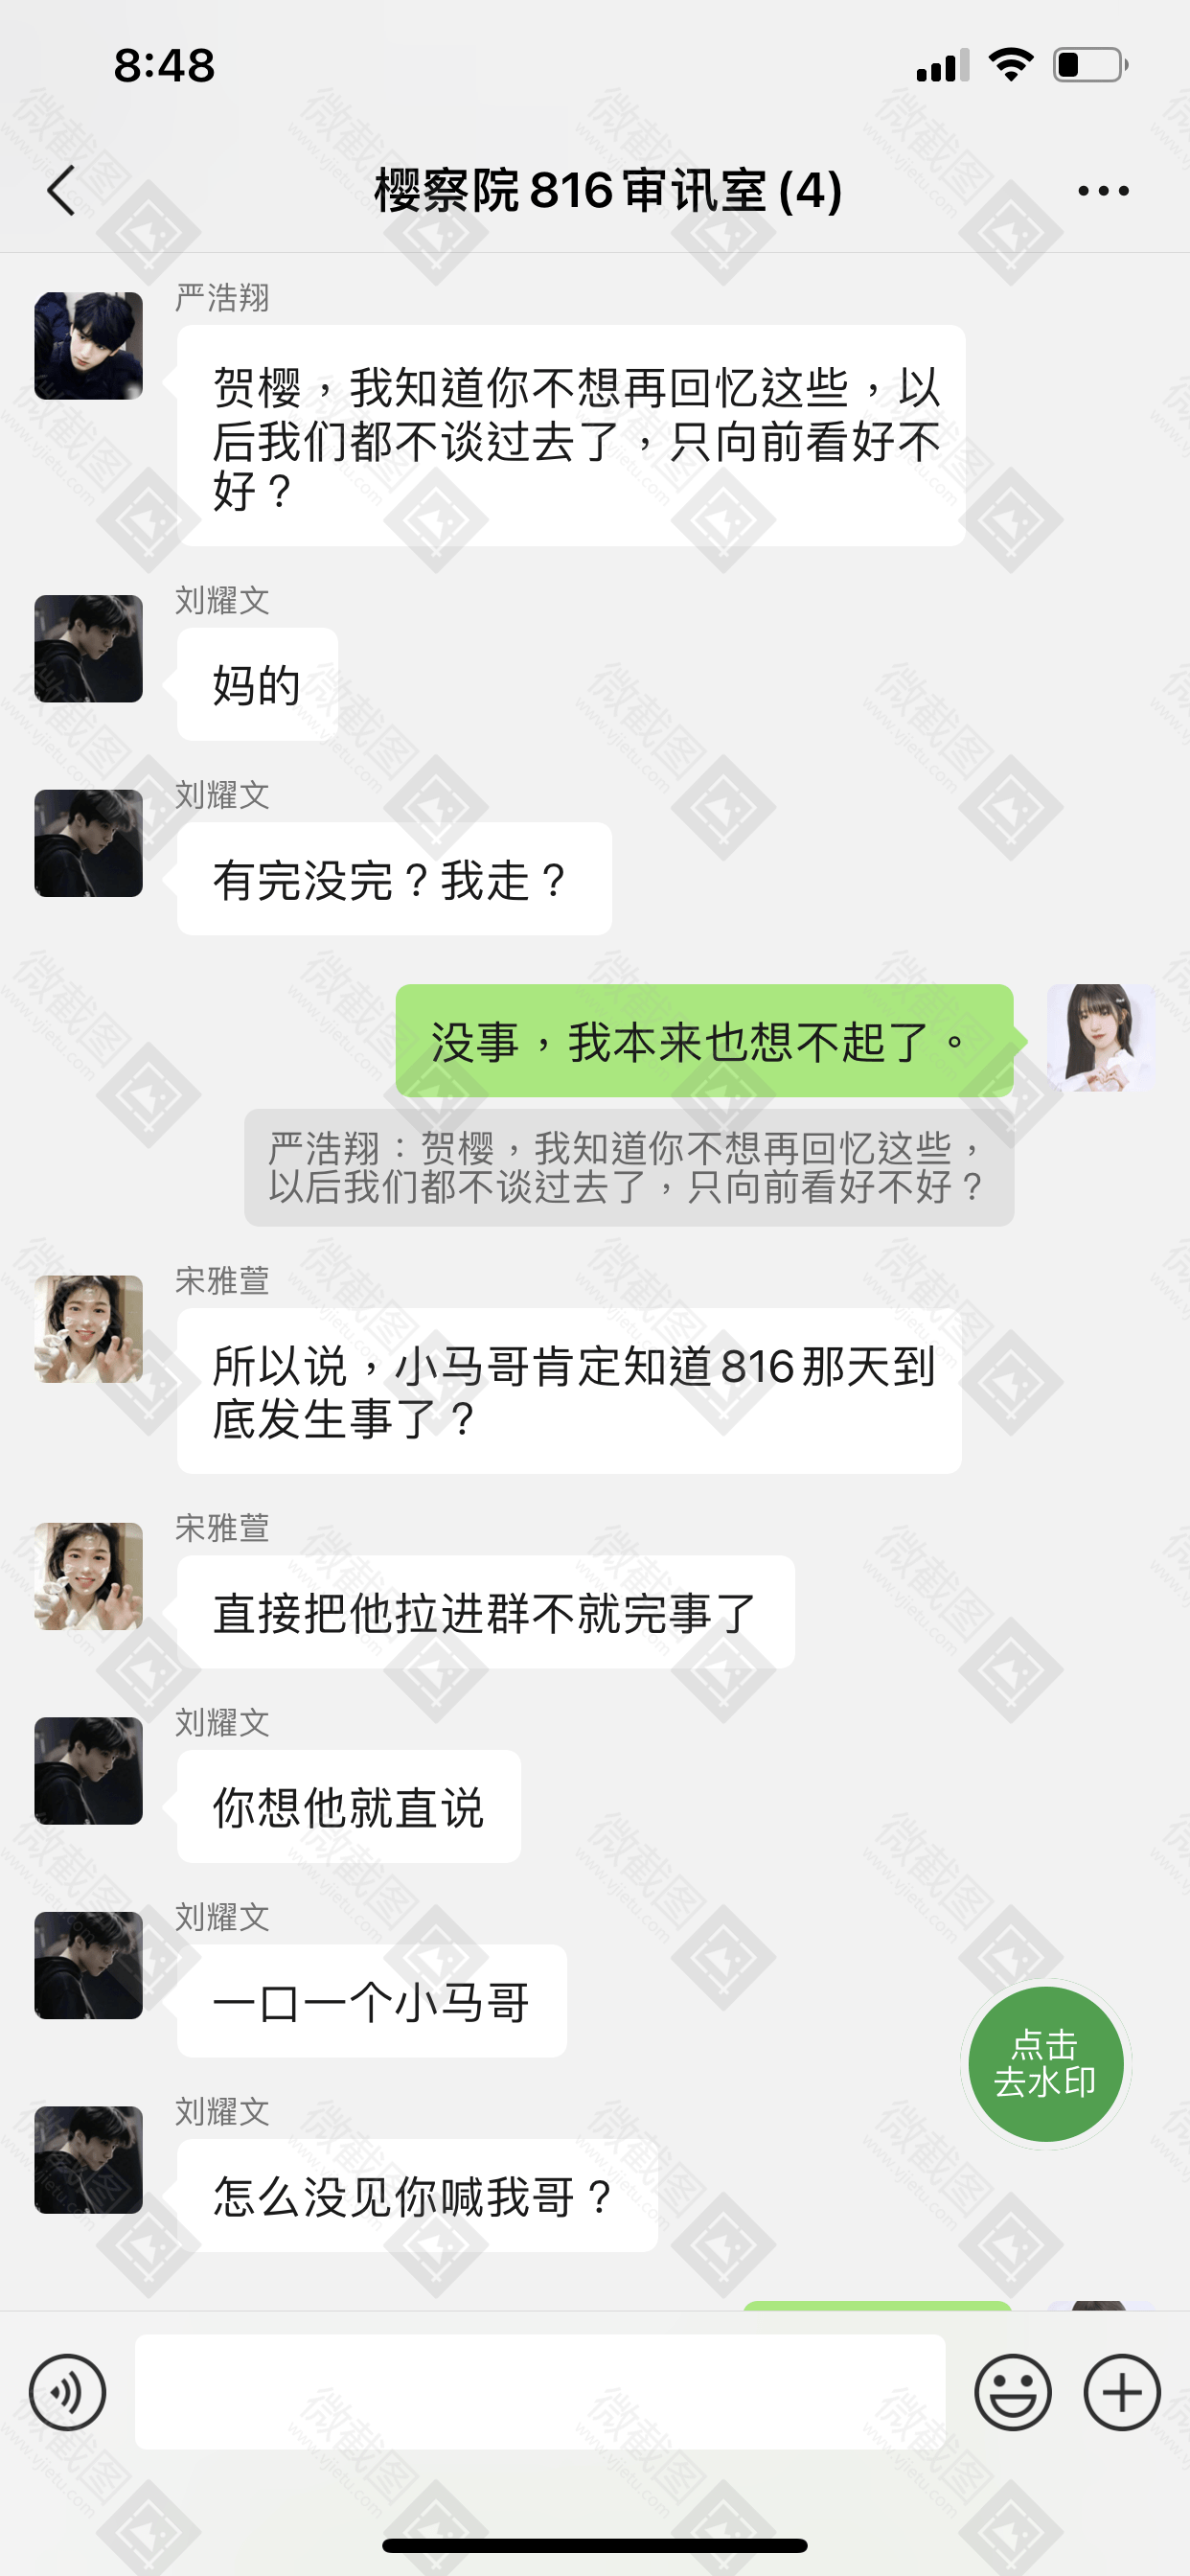 8:48
樱察院816审讯室(4)
严浩翔
贺樱，我知道你不想再回忆这些，以
后我们都不谈过去了，只向前看好不
好？
刘耀文
妈的
刘耀文
有完没完？我走？
没事，我本来也想不起了。
严浩翔：贺樱，我知道你不想再回忆这些，
以后我们都不谈过去了，只向前看好不好？
宋雅萱
所以说，小马哥肯定知道816那天到
底发生事了？
宋雅萱
直接把他拉进群不就完事了
刘耀文
你想他就直说
刘耀文
一口一个小马哥
点击
去水印
刘耀文
怎么没见你喊我哥？
微截图
www.vjietu.com